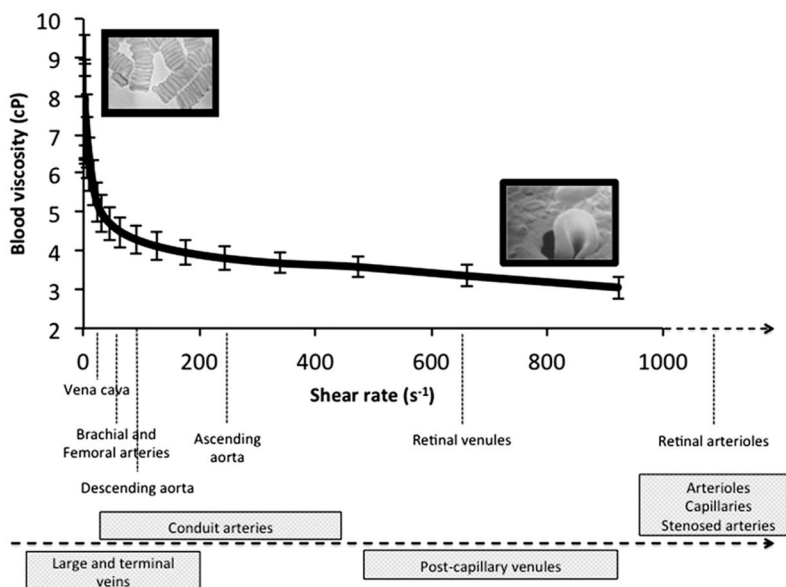 10
9
8
7
6
5
4
3
2
Blood viscosity (cP)
0
200
400
600
800
1000
Shear rate (s-1)
Vena cava
Brachial and
Femoral arteries
Descending aorta
Ascending
aorta
Retinal venules
Retinal arterioles
Arterioles
Capillaries
Stenosed arteries
Conduit arteries
Large and terminal
veins
Post-capillary venules